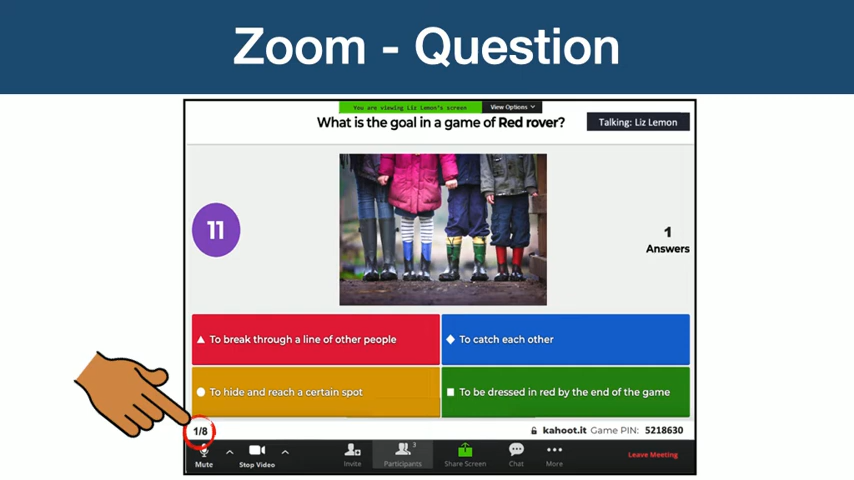 Zoom - Question
You are viewing Liz Lemon's screen
View Options
What is the goal in a game of Red rover?
Talking: Liz Lemon
11
1
Answers
To break through a line of other people
To catch each other
To hide and reach a certain spot
To be dressed in red by the end of the game
1/8
kahoot.it Game PIN: 5218630
Mute
Stop Video
Invite
3
Participants
Share Screen
Chat
More
Leave Meeting